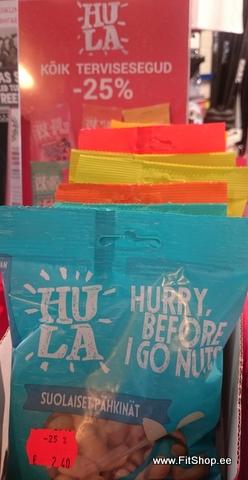 HU
LA
KÕIK TERVISESEGUD
-25%
HU
LA
HURRY,
BEFORE
I GO NUTS
SUOLAISET PÄHKINÄT
-25 %
2.40
www.FitShop.ee